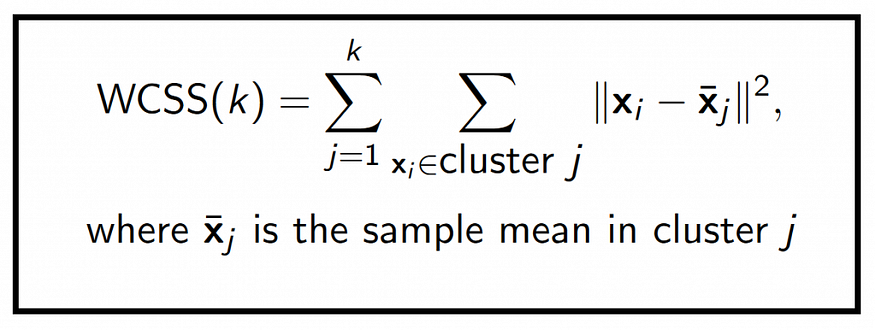 WCSS(k) = ∑_{j=1}^{k} ∑_{𝐱_i∈cluster j} ‖𝐱_i − 𝐱̄_j‖²,
where 𝐱̄_j is the sample mean in cluster j